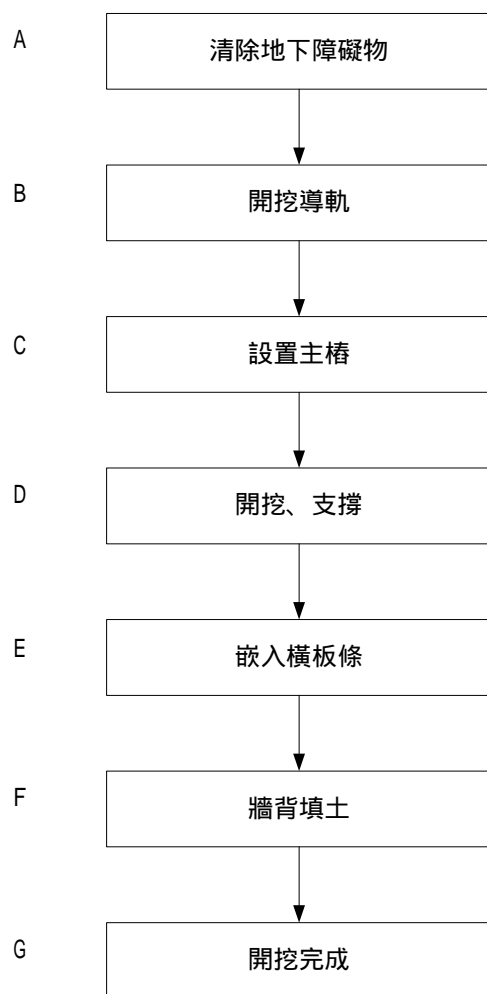 A 清除地下障礙物
B 開挖導軌
C 設置主樁
D 開挖、支撐
E 嵌入橫板條
F 牆背填土
G 開挖完成